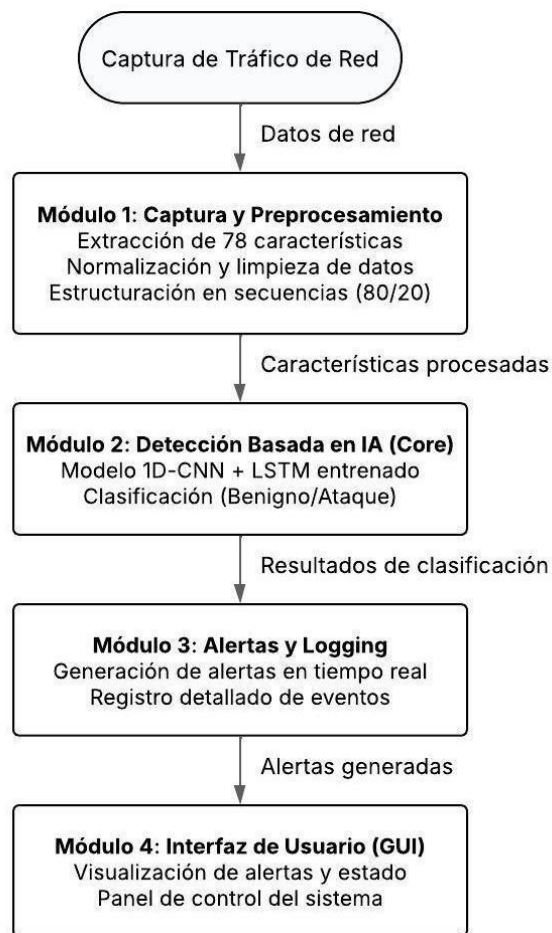 Captura de Tráfico de Red
Datos de red
Módulo 1: Captura y Preprocesamiento
Extracción de 78 características
Normalización y limpieza de datos
Estructuración en secuencias (80/20)
Características procesadas
Módulo 2: Detección Basada en IA (Core)
Modelo 1D-CNN + LSTM entrenado
Clasificación (Benigno/Ataque)
Resultados de clasificación
Módulo 3: Alertas y Logging
Generación de alertas en tiempo real
Registro detallado de eventos
Alertas generadas
Módulo 4: Interfaz de Usuario (GUI)
Visualización de alertas y estado
Panel de control del sistema